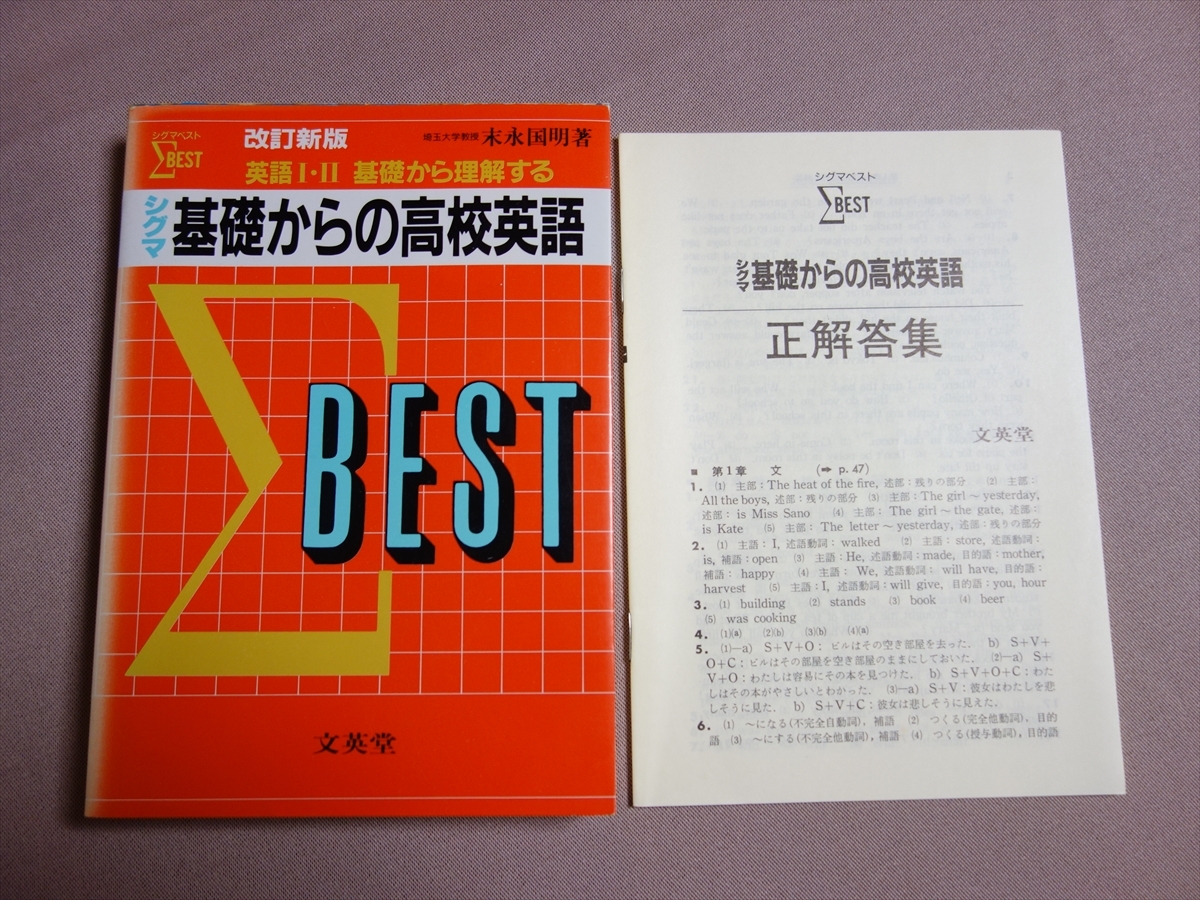 シグマベスト
ΣBEST
改訂新版
埼玉大学教授 末永国明著
英語I・II 基礎から理解する
シグマ 基礎からの高校英語
ΣBEST
文英堂
シグマベスト
ΣBEST
シグマ 基礎からの高校英語
正解答集
文英堂
■ 第1章 文 (➡ p. 47)
1. (1) 主部：The heat of the fire, 述部：残りの部分 (2) 主部：
All the boys, 述部：残りの部分 (3) 主部：The girl ～ yesterday,
述部：is Miss Sano (4) 主部：The girl ～ the gate, 述部：
is Kate (5) 主部：The letter ～ yesterday, 述部：残りの部分
2. (1) 主語：I, 述語動詞：walked (2) 主語：store, 述語動詞：
is, 補語：open (3) 主語：He, 述語動詞：made, 目的語：mother,
補語：happy (4) 主語：We, 述語動詞：will have, 目的語：
harvest (5) 主語：I, 述語動詞：will give, 目的語：you, hour
3. (1) building (2) stands (3) book (4) beer
(5) was cooking
4. (1)(a) (2)(b) (3)(b) (4)(a)
5. (1)—a) S+V+O：ビルはその空き部屋を去った． b) S+V+
O+C：ビルはその部屋を空き部屋のままにしておいた． (2)—a) S+
V+O：わたしは容易にその本を見つけた． b) S+V+O+C：わた
しはその本がやさしいとわかった． (3)—a) S+V：彼女はわたしを悲
しそうに見た． b) S+V+C：彼女は悲しそうに見えた．
6. (1) ～になる(不完全自動詞)，補語 (2) つくる(完全他動詞)，目的
語 (3) ～にする(不完全他動詞)，補語 (4) つくる(授与動詞)，目的語